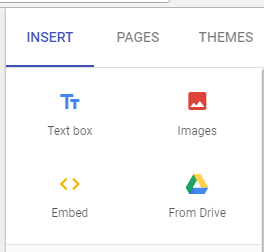 INSERT PAGES THEMES
Text box Images
Embed From Drive